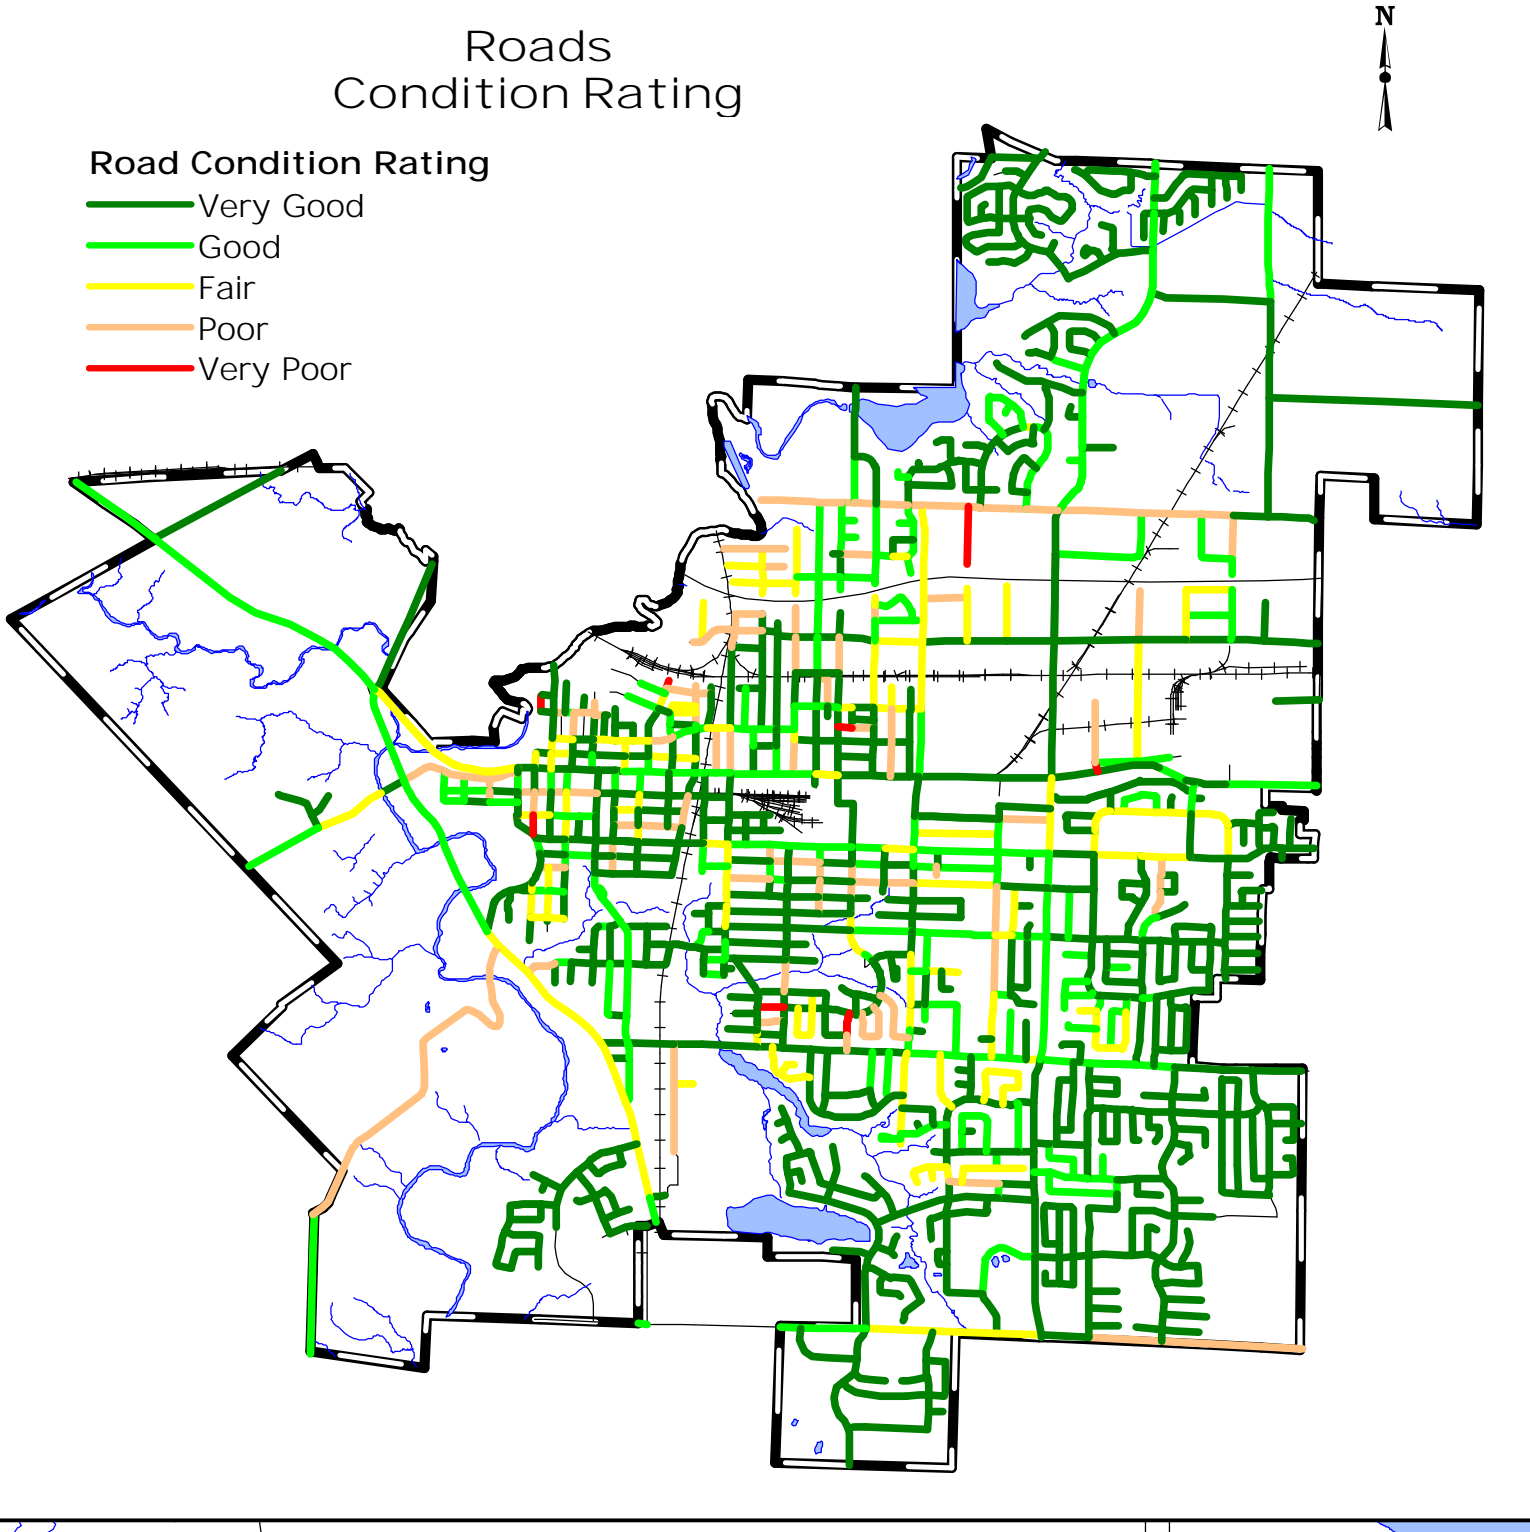 N
Roads
Condition Rating
Road Condition Rating
Very Good
Good
Fair
Poor
Very Poor